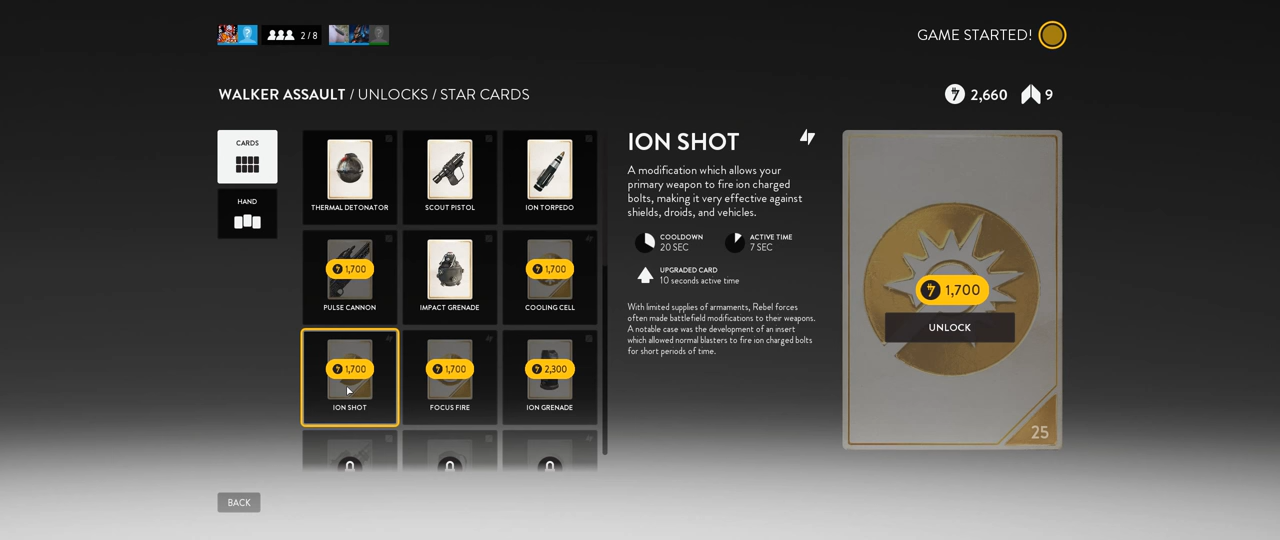 2 / 8
GAME STARTED!
WALKER ASSAULT / UNLOCKS / STAR CARDS
2,660
9
CARDS
HAND
THERMAL DETONATOR
SCOUT PISTOL
ION TORPEDO
1,700
PULSE CANNON
IMPACT GRENADE
1,700
COOLING CELL
1,700
ION SHOT
1,700
FOCUS FIRE
2,300
ION GRENADE
ION SHOT
A modification which allows your
primary weapon to fire ion charged
bolts, making it very effective against
shields, droids, and vehicles.
COOLDOWN
20 SEC
ACTIVE TIME
7 SEC
UPGRADED CARD
10 seconds active time
With limited supplies of armaments, Rebel forces
often made battlefield modifications to their weapons.
A notable case was the development of an insert
which allowed normal blasters to fire ion charged bolts
for short periods of time.
1,700
UNLOCK
25
BACK